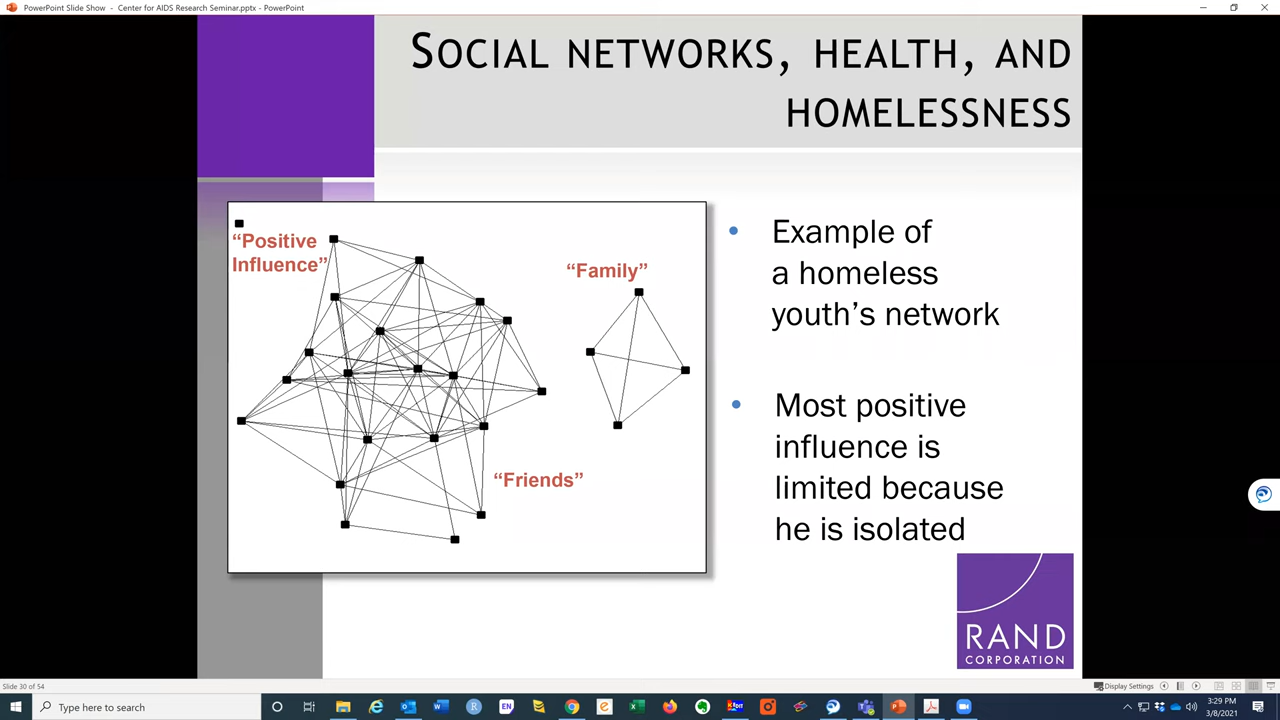 PowerPoint Slide Show - Center for AIDS Research Seminar.pptx - PowerPoint
SOCIAL NETWORKS, HEALTH, AND
HOMELESSNESS
“Positive
Influence”
“Family”
“Friends”
• Example of
a homeless
youth’s network
• Most positive
influence is
limited because
he is isolated
RAND
CORPORATION
Slide 30 of 54
Display Settings
Type here to search
EN
3:29 PM
3/8/2021